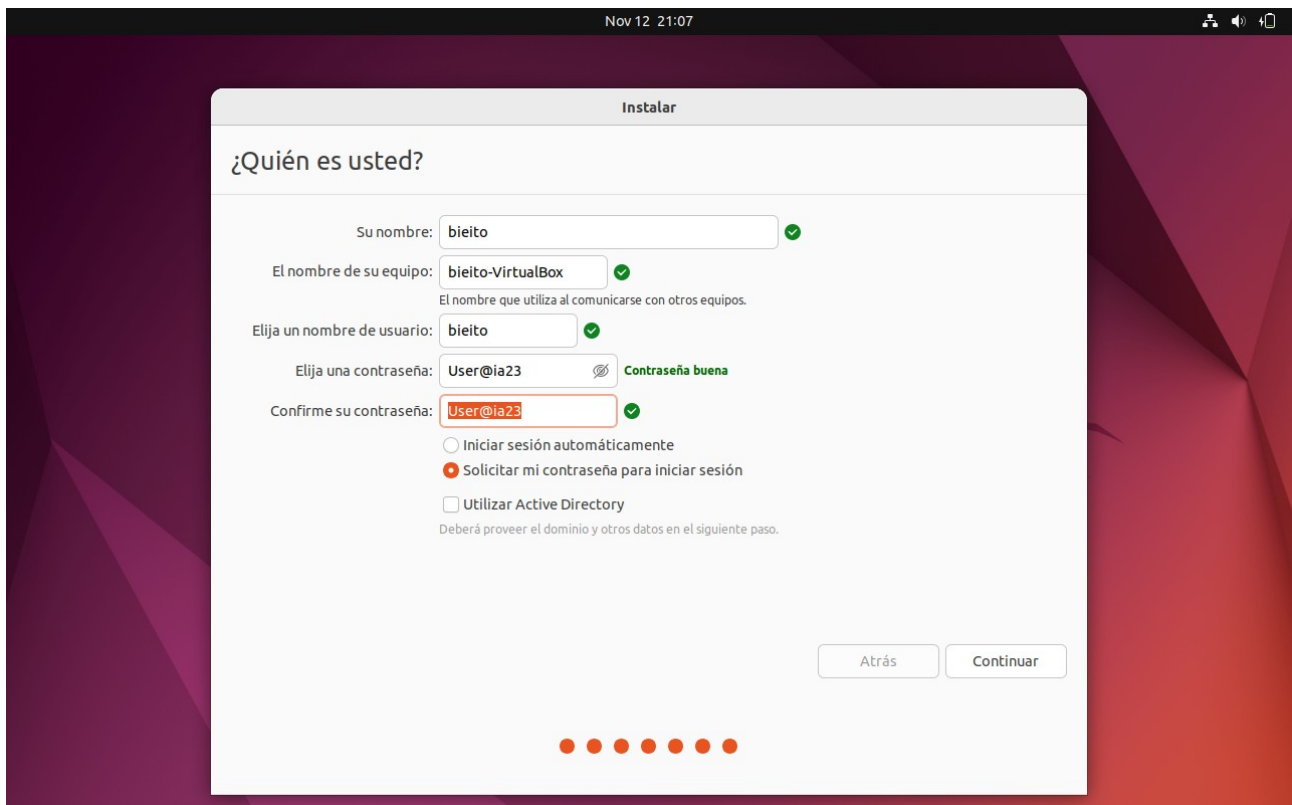 Nov 12 21:07
Instalar
¿Quién es usted?
Su nombre: bieito
El nombre de su equipo: bieito-VirtualBox
El nombre que utiliza al comunicarse con otros equipos.
Elija un nombre de usuario: bieito
Elija una contraseña: User@ia23 Contraseña buena
Confirme su contraseña: User@ia23
Iniciar sesión automáticamente
Solicitar mi contraseña para iniciar sesión
Utilizar Active Directory
Deberá proveer el dominio y otros datos en el siguiente paso.
Atrás Continuar